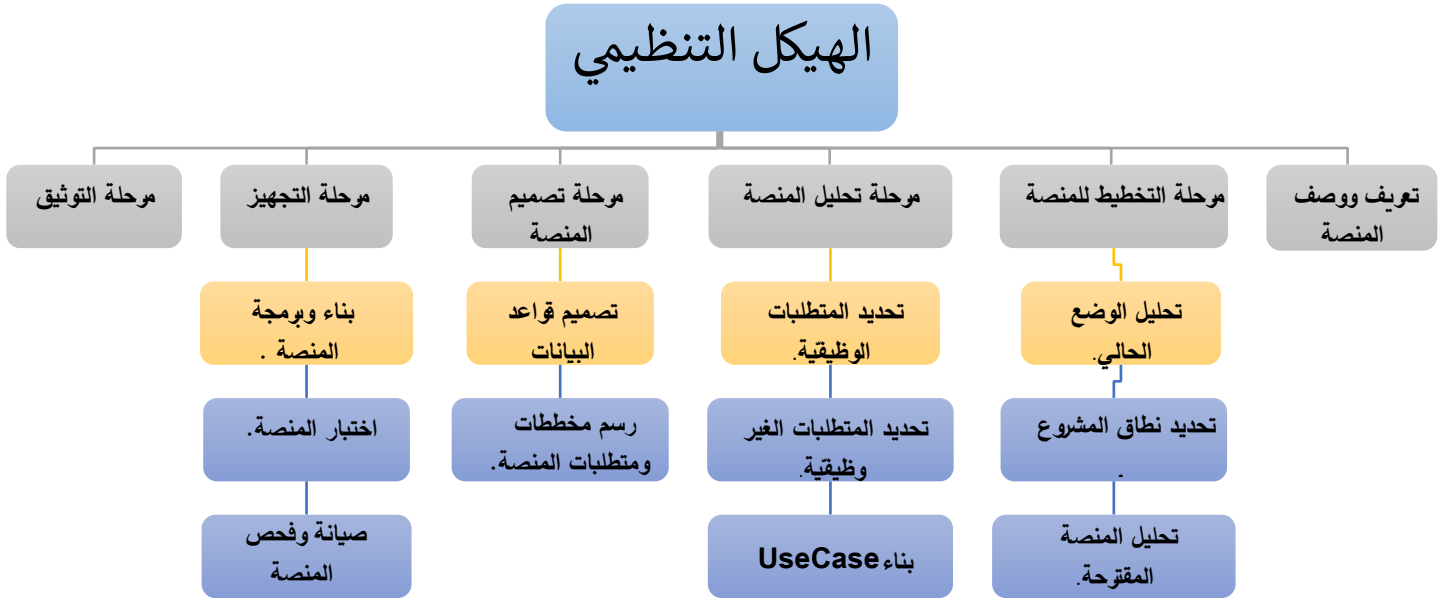 الهيكل التنظيمي
تعريف ووصف
المنصة
مرحلة التخطيط للمنصة
مرحلة تحليل المنصة
مرحلة تصميم
المنصة
مرحلة التجهيز
مرحلة التوثيق
تحليل الوضع
الحالي.
تحديد المتطلبات
الوظيفية.
تصميم قواعد
البيانات
بناء وبرمجة
المنصة .
تحديد نطاق المشروع
.
تحديد المتطلبات الغير
وظيفية.
رسم مخططات
ومتطلبات المنصة.
اختبار المنصة.
تحليل المنصة
المقترحة.
بناء UseCase
صيانة وفحص
المنصة